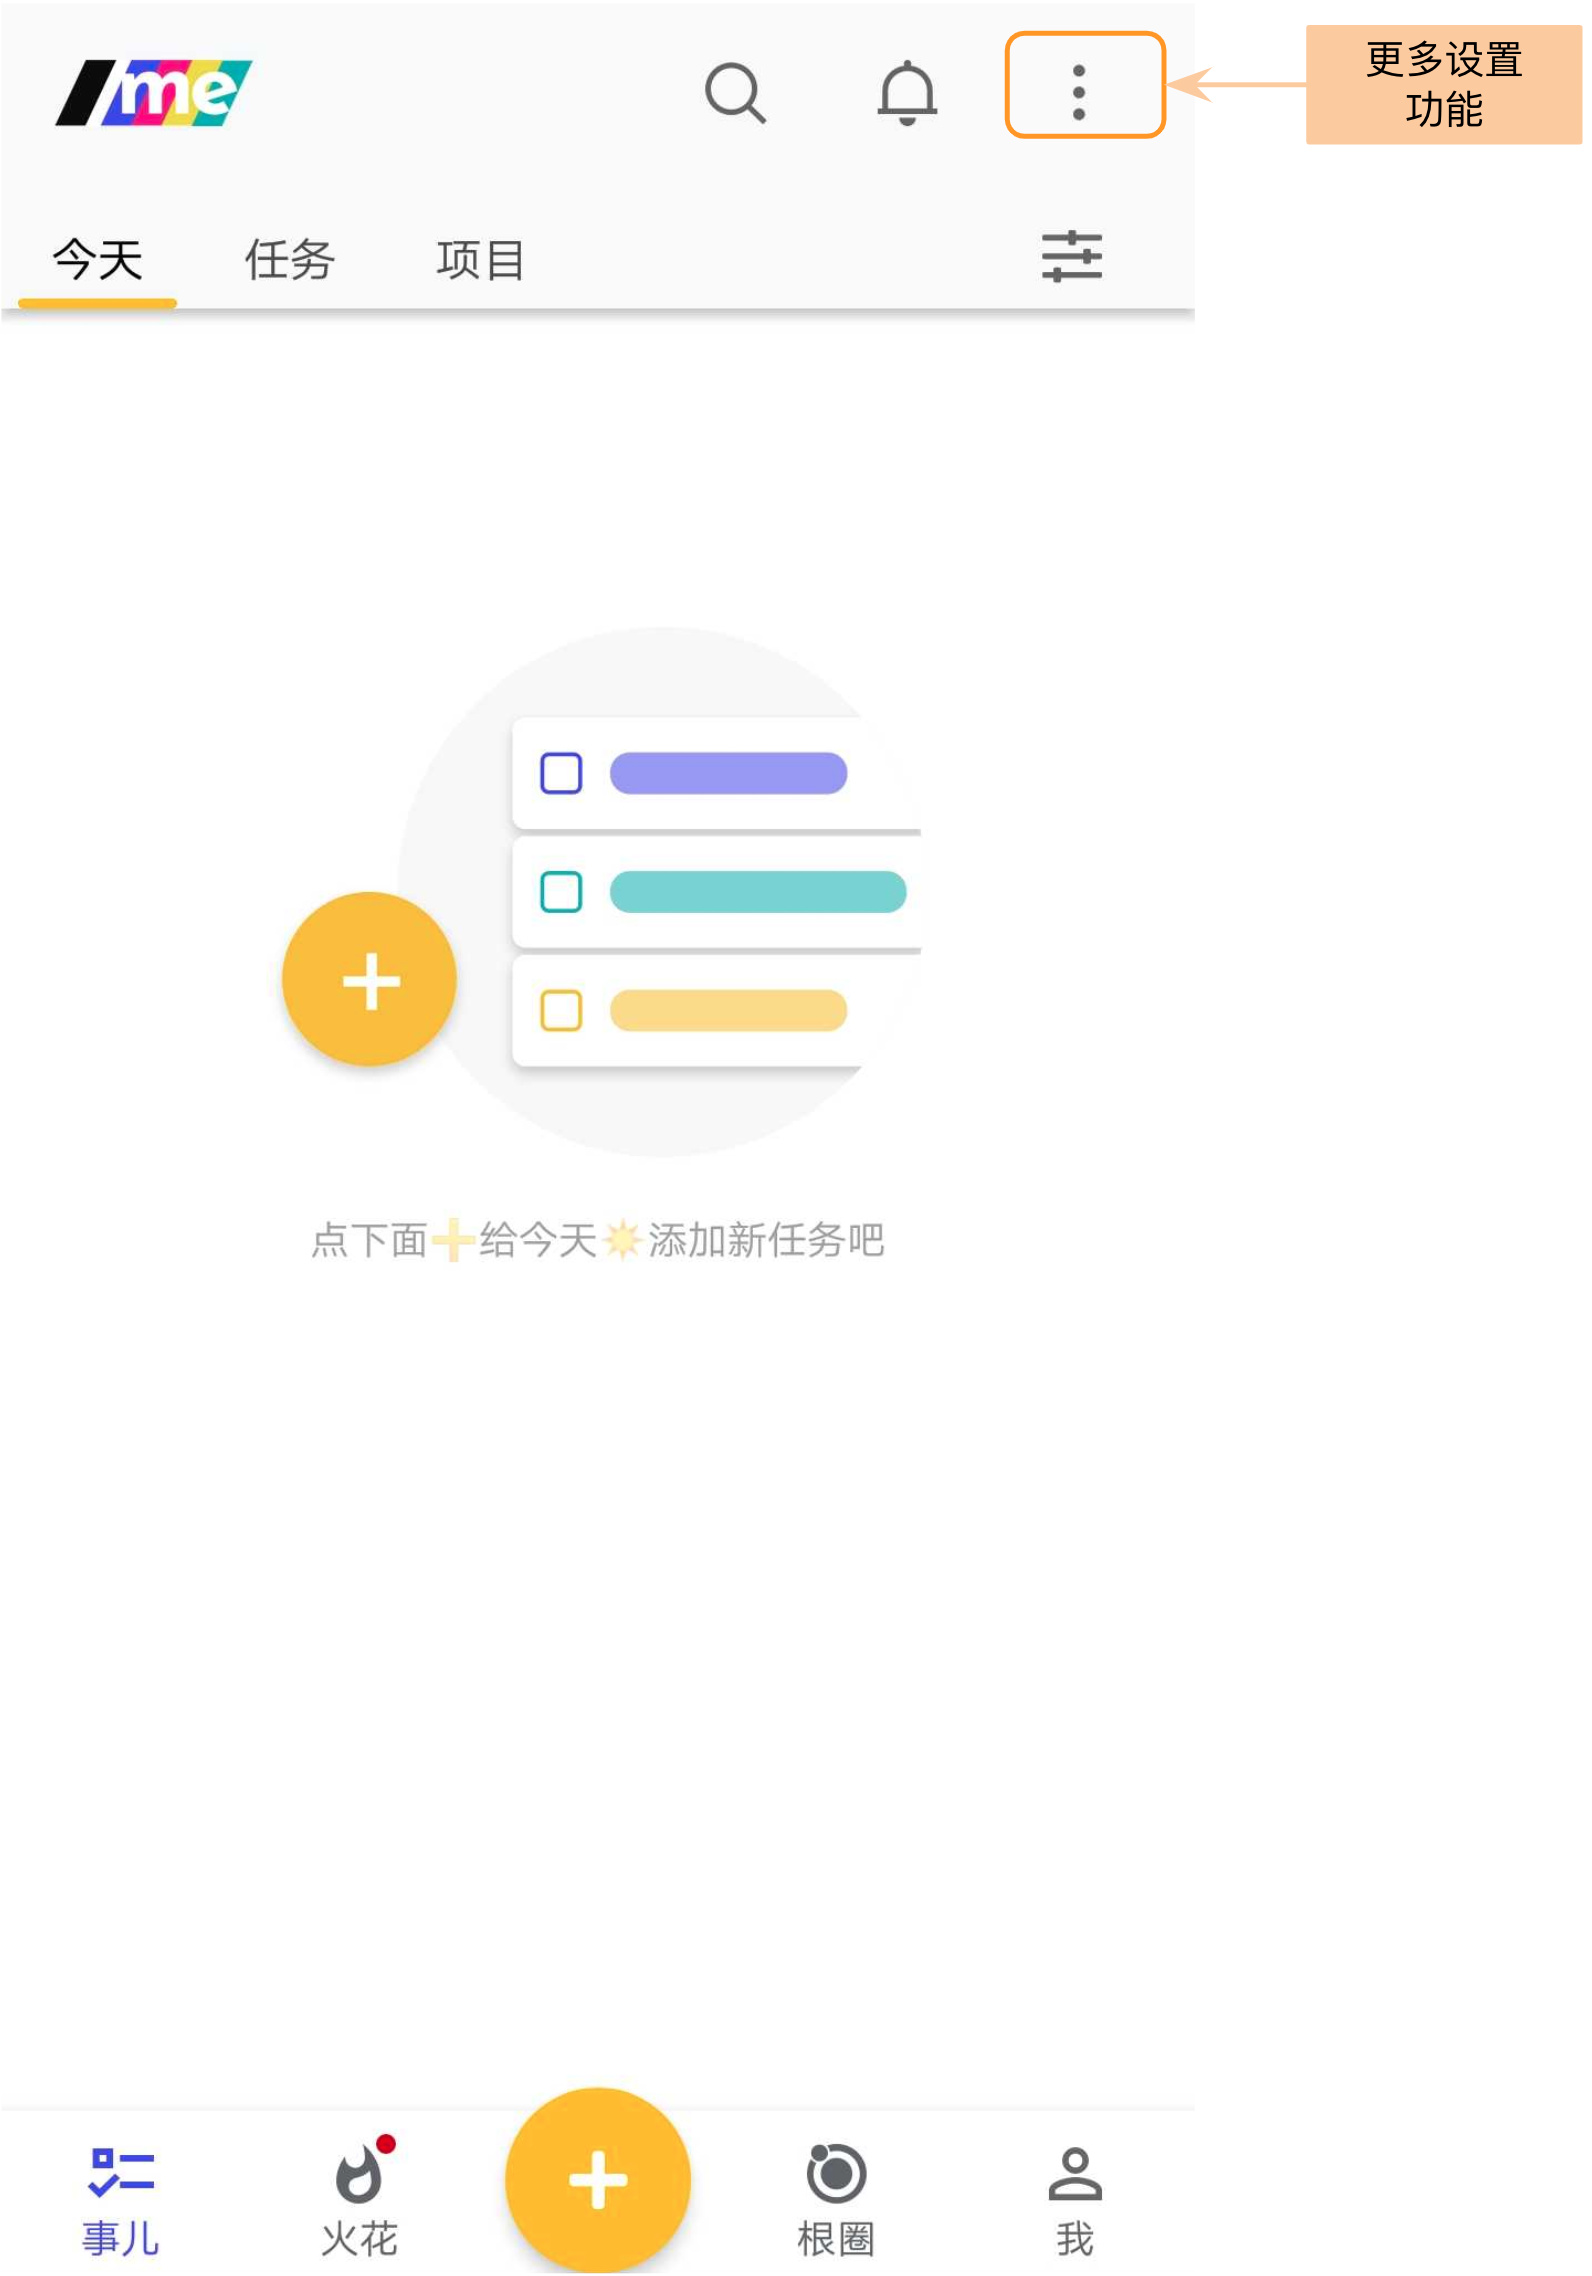 me
更多设置
功能
今天 任务 项目
点下面➕给今天☀️添加新任务吧
事儿 火花 根圈 我